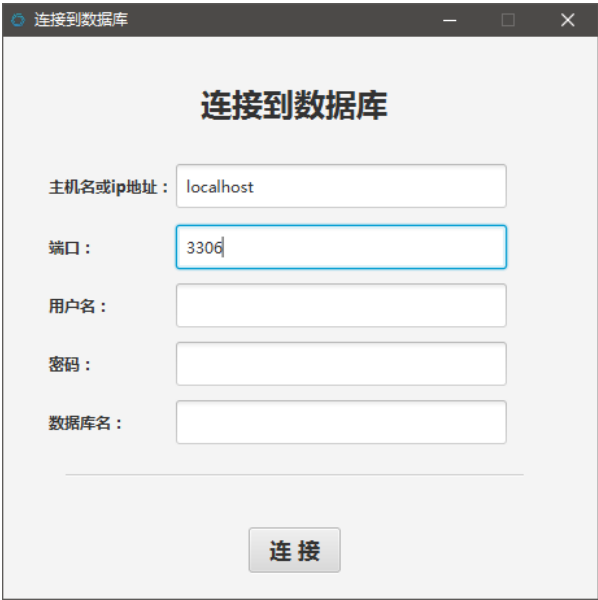 连接到数据库
连接到数据库
主机名或ip地址： localhost
端口： 3306
用户名：
密码：
数据库名：
连 接